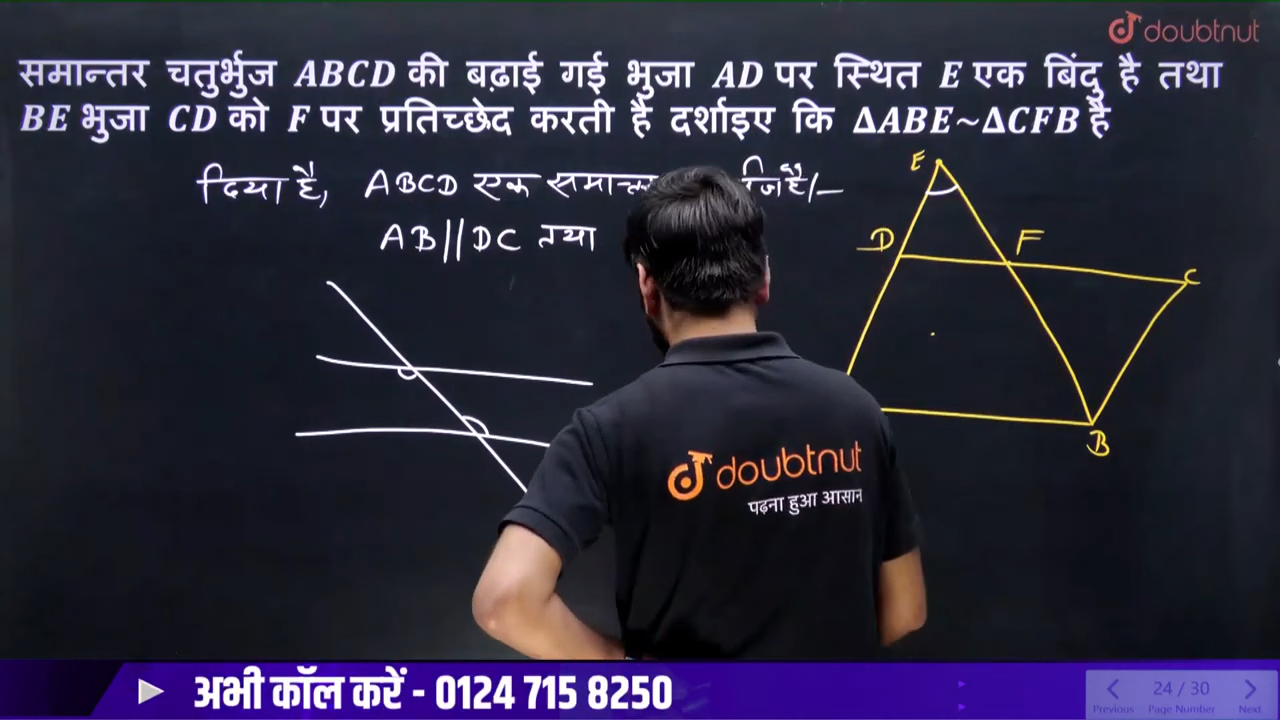 doubtnut
समान्तर चतुर्भुज ABCD की बढ़ाई गई भुजा AD पर स्थित E एक बिंदु है तथा
BE भुजा CD को F पर प्रतिच्छेद करती है दर्शाइए कि ΔABE~ΔCFB है
दिया है, ABCD एक
AB||DC तथा
E
D
F
C
B
doubtnut
पढ़ना हुआ आसान
अभी कॉल करें - 0124 715 8250
24 / 30
Previous Page Number Next